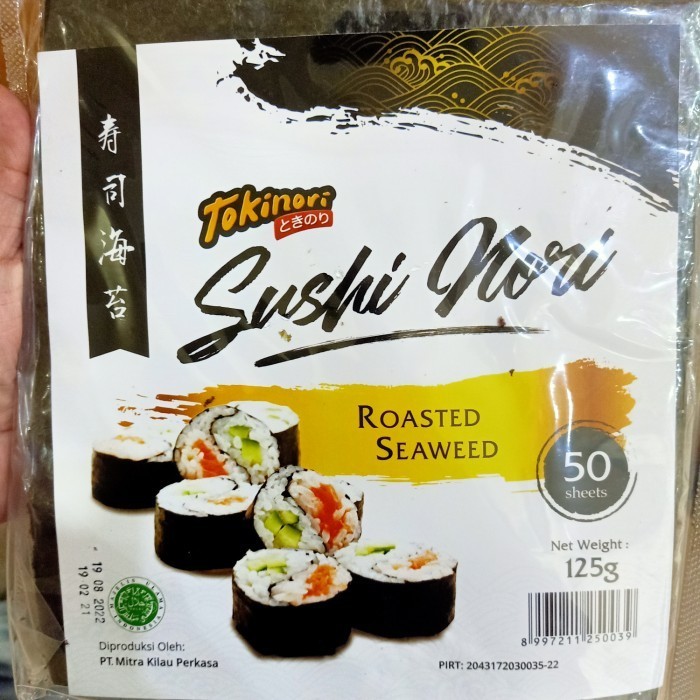 寿司海苔
Tokinori
ときのり
Sushi Nori
ROASTED
SEAWEED
50
sheets
Net Weight :
125g
19 08 2022
19 02 21
Diproduksi Oleh:
PT. Mitra Kilau Perkasa
8 997211 250039
PIRT: 2043172030035-22